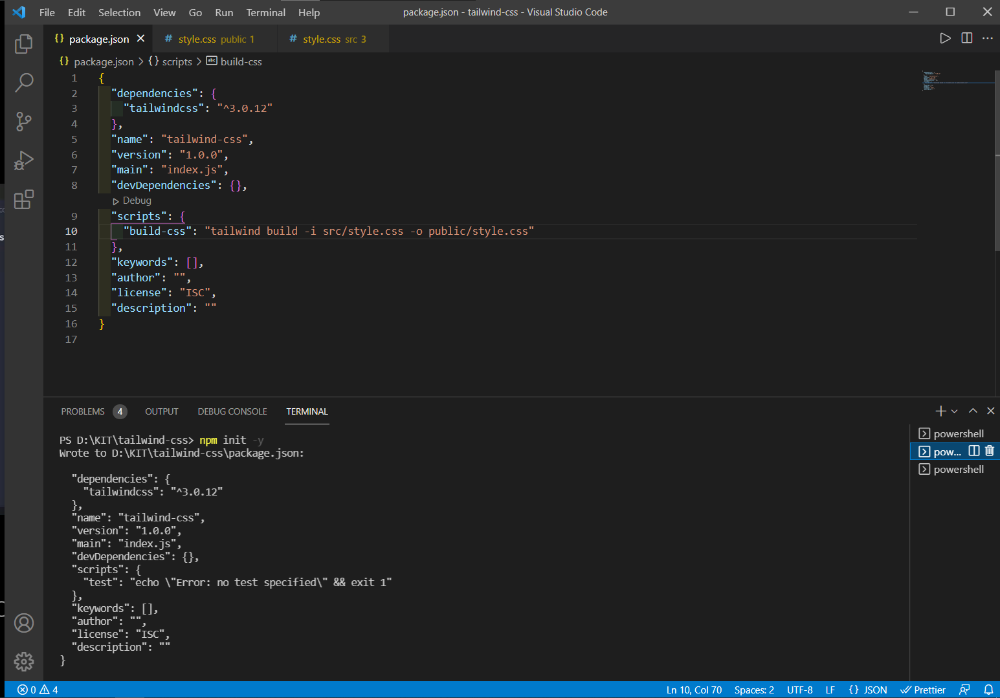 File Edit Selection View Go Run Terminal Help package.json - tailwind-css - Visual Studio Code
{} package.json # style.css public 1 # style.css src 3
{} package.json > {} scripts > abc build-css
1 {
2 "dependencies": {
3 "tailwindcss": "^3.0.12"
4 },
5 "name": "tailwind-css",
6 "version": "1.0.0",
7 "main": "index.js",
8 "devDependencies": {},
Debug
9 "scripts": {
10 "build-css": "tailwind build -i src/style.css -o public/style.css"
11 },
12 "keywords": [],
13 "author": "",
14 "license": "ISC",
15 "description": ""
16 }
17
PROBLEMS 4 OUTPUT DEBUG CONSOLE TERMINAL
PS D:\KIT\tailwind-css> npm init -y
Wrote to D:\KIT\tailwind-css\package.json:
"dependencies": {
"tailwindcss": "^3.0.12"
},
"name": "tailwind-css",
"version": "1.0.0",
"main": "index.js",
"devDependencies": {},
"scripts": {
"test": "echo \"Error: no test specified\" && exit 1"
},
"keywords": [],
"author": "",
"license": "ISC",
"description": ""
}
powershell
pow...
powershell
0 4 Ln 10, Col 70 Spaces: 2 UTF-8 LF {} JSON Prettier